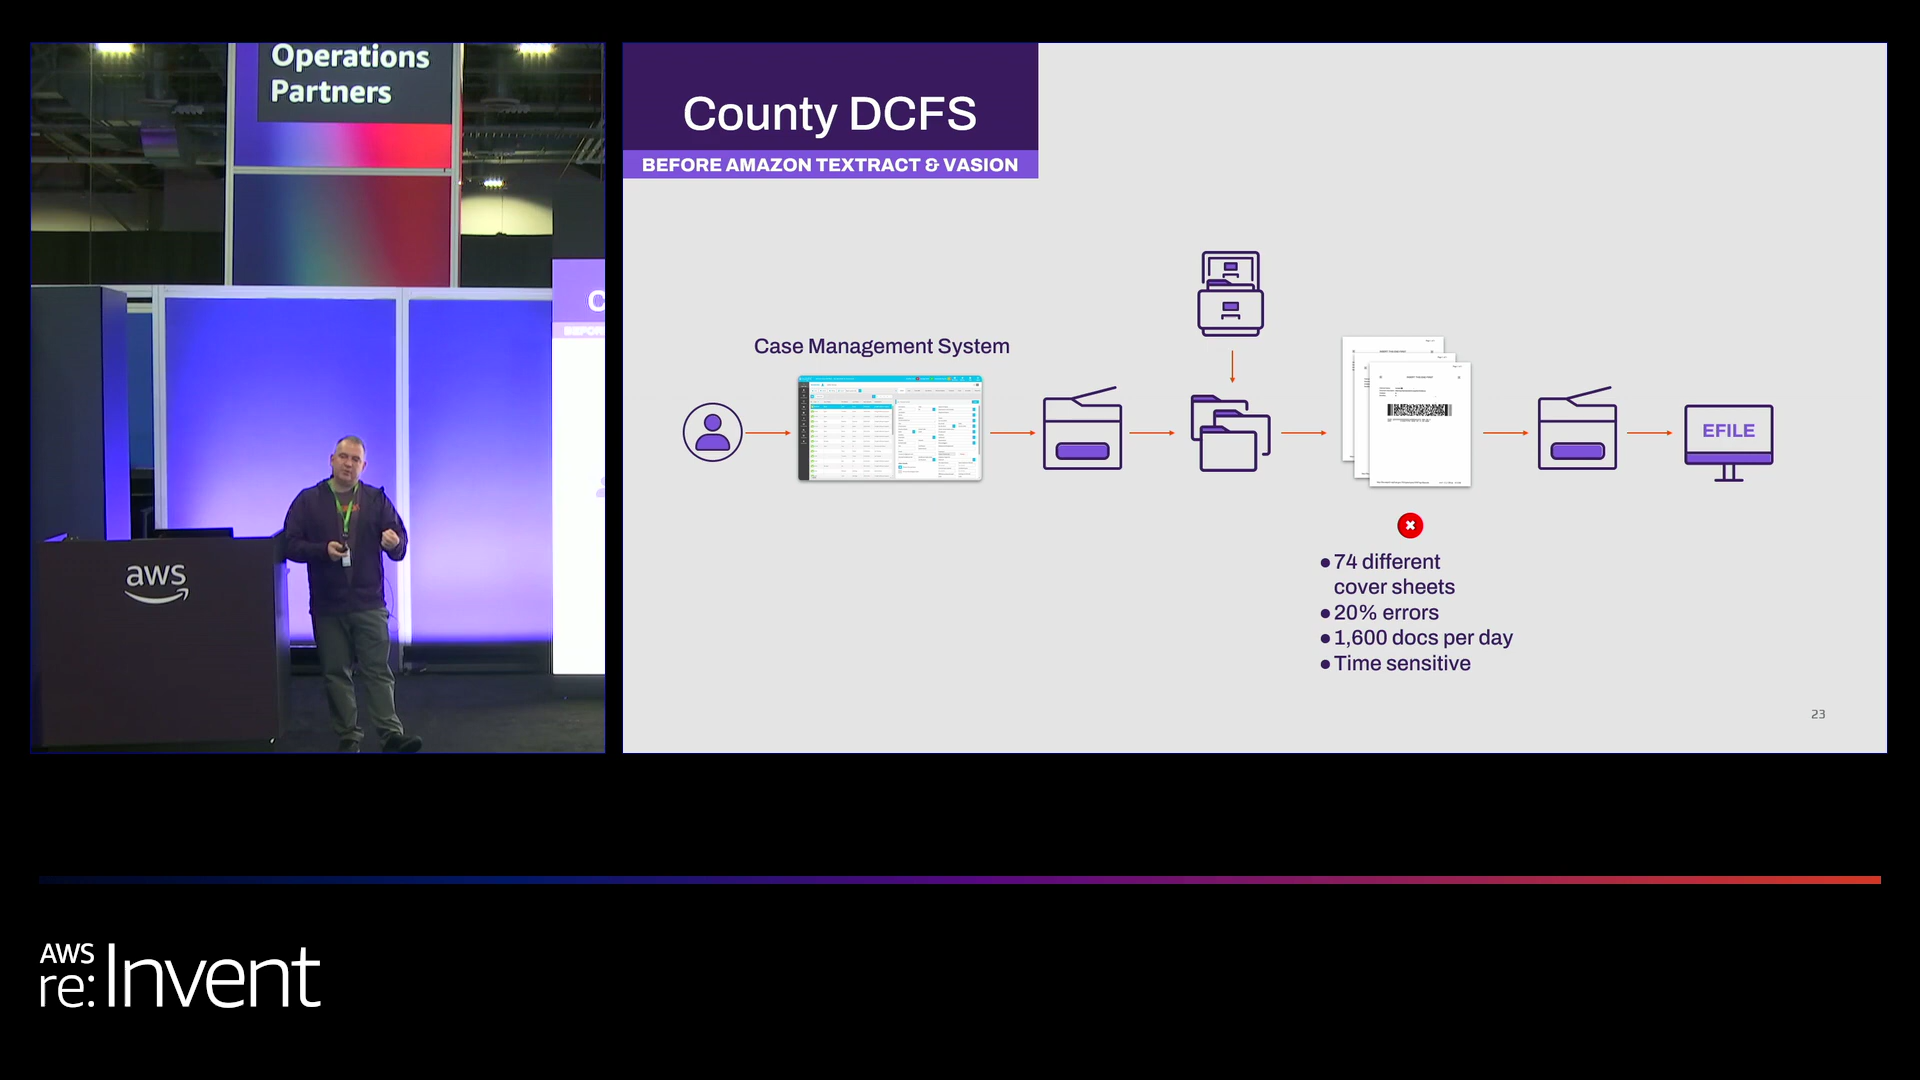 Operations
Partners
aws
C
County DCFS
BEFORE AMAZON TEXTRACT & VASION
Case Management System
EFILE
74 different
cover sheets
20% errors
1,600 docs per day
Time sensitive
23
AWS
re:Invent